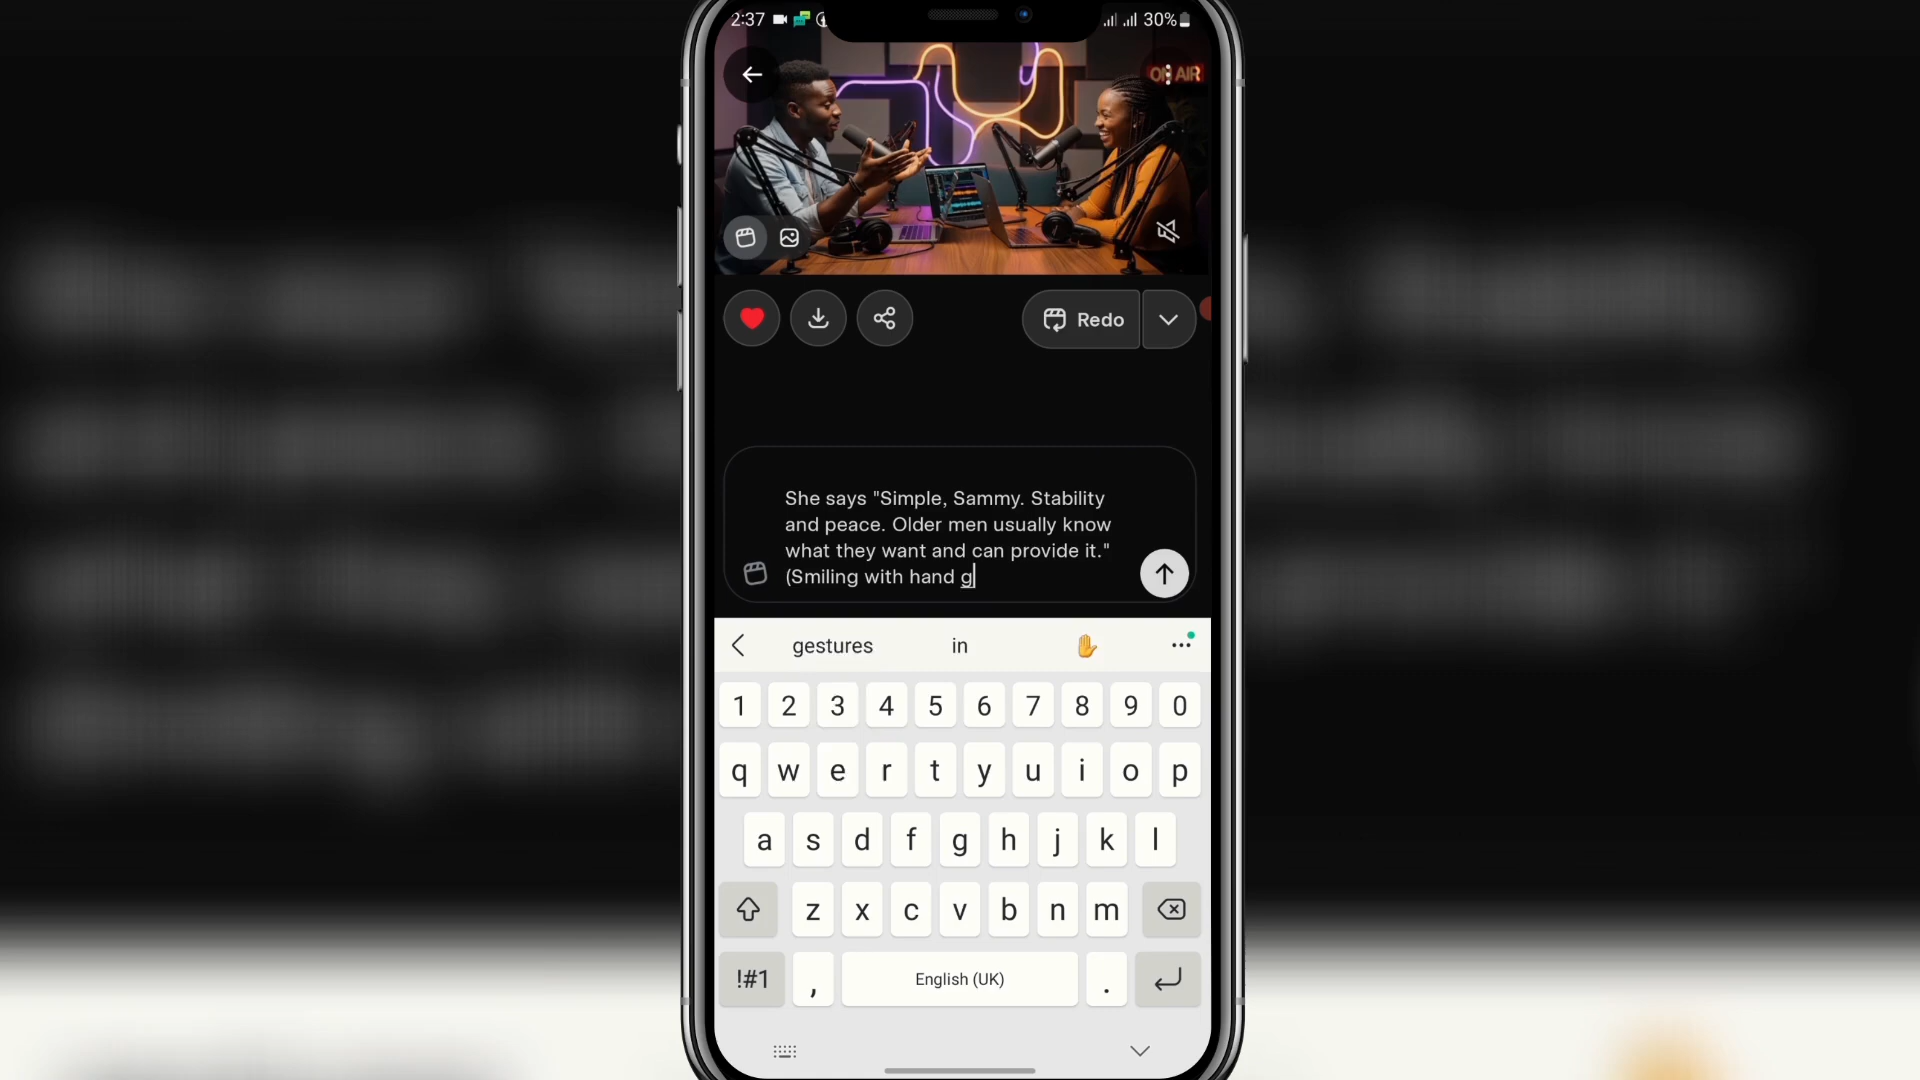 2:37
30%
ON AIR
Redo
She says "Simple, Sammy. Stability
and peace. Older men usually know
what they want and can provide it."
(Smiling with hand g
gestures in
1 2 3 4 5 6 7 8 9 0
q w e r t y u i o p
a s d f g h j k l
z x c v b n m
!#1 , English (UK) .